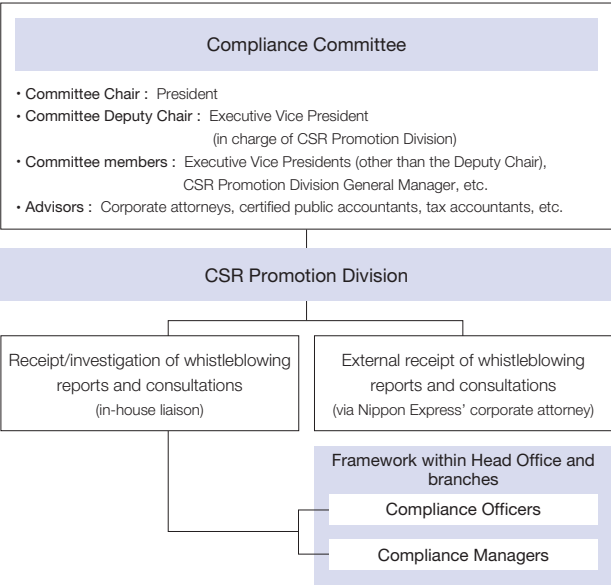 Compliance Committee
・Committee Chair : President
・Committee Deputy Chair : Executive Vice President
(in charge of CSR Promotion Division)
・Committee members : Executive Vice Presidents (other than the Deputy Chair),
CSR Promotion Division General Manager, etc.
・Advisors : Corporate attorneys, certified public accountants, tax accountants, etc.
CSR Promotion Division
Receipt/investigation of whistleblowing
reports and consultations
(in-house liaison)
External receipt of whistleblowing
reports and consultations
(via Nippon Express’ corporate attorney)
Framework within Head Office and
branches
Compliance Officers
Compliance Managers